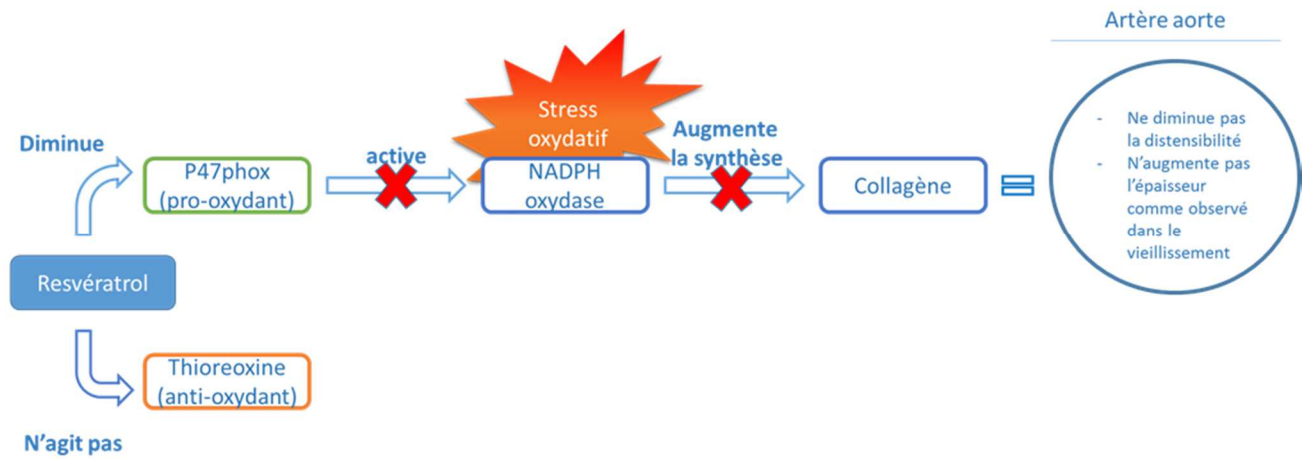 Artère aorte
Stress
oxydatif
Diminue
active
Augmente
la synthèse
P47phox
(pro-oxydant)
NADPH
oxydase
Collagène
- Ne diminue pas
la distensibilité
- N'augmente pas
l'épaisseur
comme observé
dans le
vieillissement
Resvératrol
Thioreoxine
(anti-oxydant)
N'agit pas